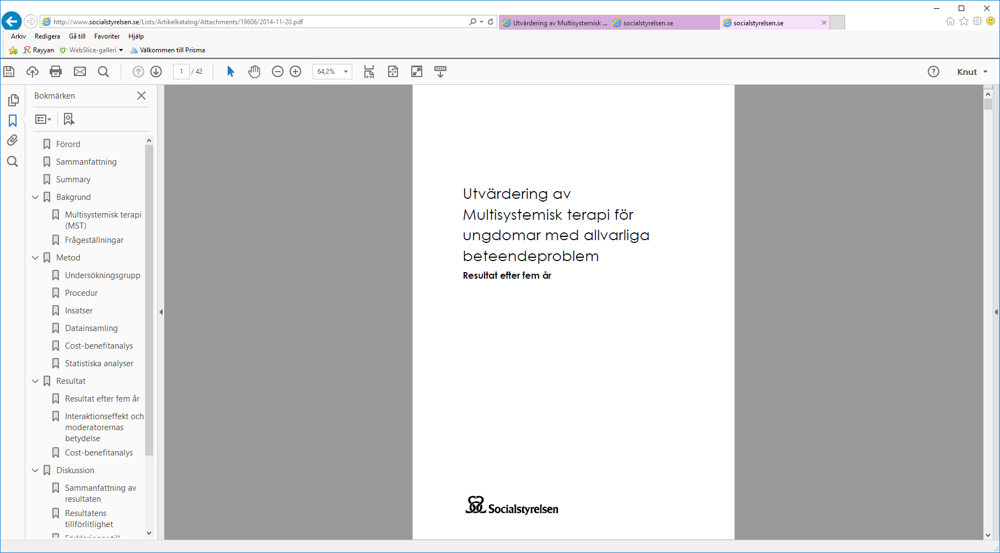 http://www.socialstyrelsen.se/Lists/Artikelkatalog/Attachments/19606/2014-11-20.pdf
Utvärdering av Multisystemisk ...
socialstyrelsen.se
socialstyrelsen.se
Arkiv Redigera Gå till Favoriter Hjälp
Rayyan WebSlice-galleri Välkommen till Prisma
1 / 42
64,2%
Knut
Bokmärken
Förord
Sammanfattning
Summary
Bakgrund
Multisystemisk terapi
(MST)
Frågeställningar
Metod
Undersökningsgrupp
Procedur
Insatser
Datainsamling
Cost-benefitanalys
Statistiska analyser
Resultat
Resultat efter fem år
Interaktionseffekt och
moderatorernas
betydelse
Cost-benefitanalys
Diskussion
Sammanfattning av
resultaten
Resultatens
tillförlitlighet
Utvärdering av
Multisystemisk terapi för
ungdomar med allvarliga
beteendeproblem
Resultat efter fem år
Socialstyrelsen